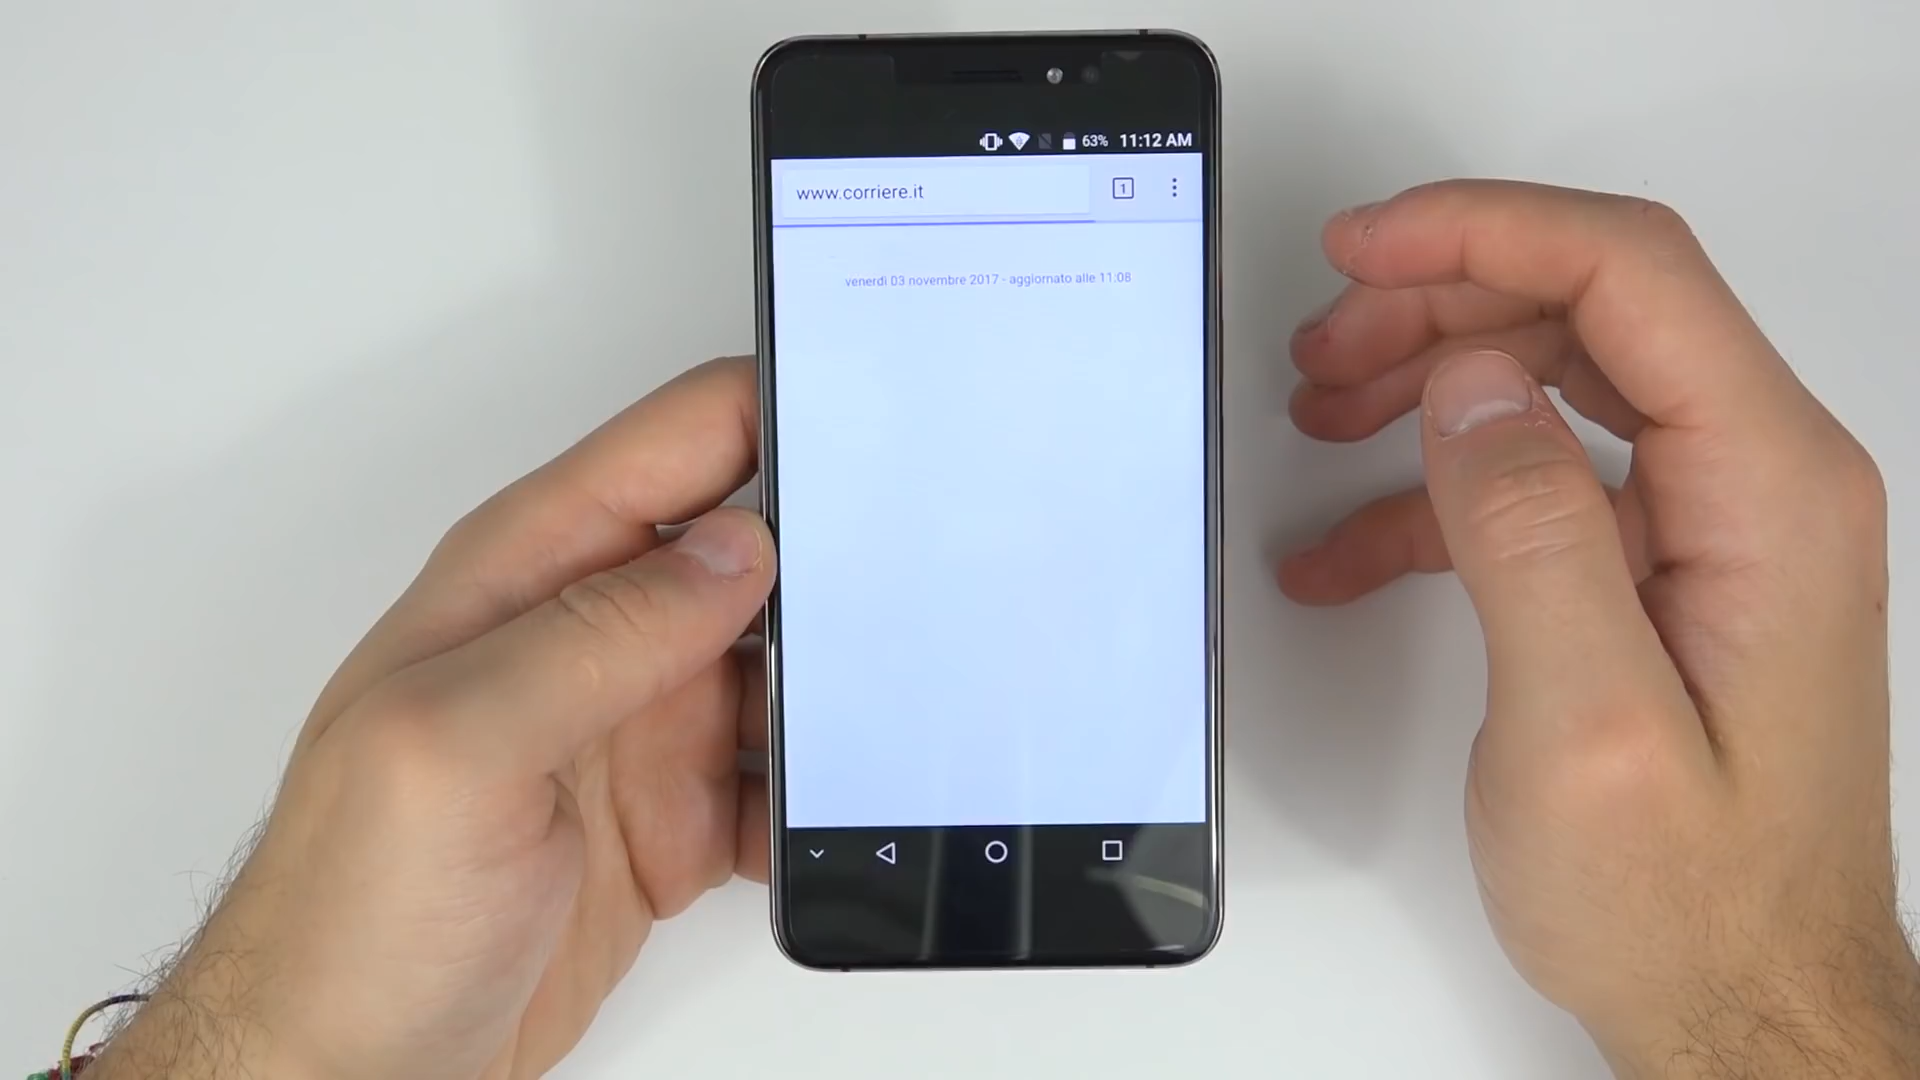 63% 11:12 AM
www.corriere.it
1
venerdì 03 novembre 2017 - aggiornato alle 11:08